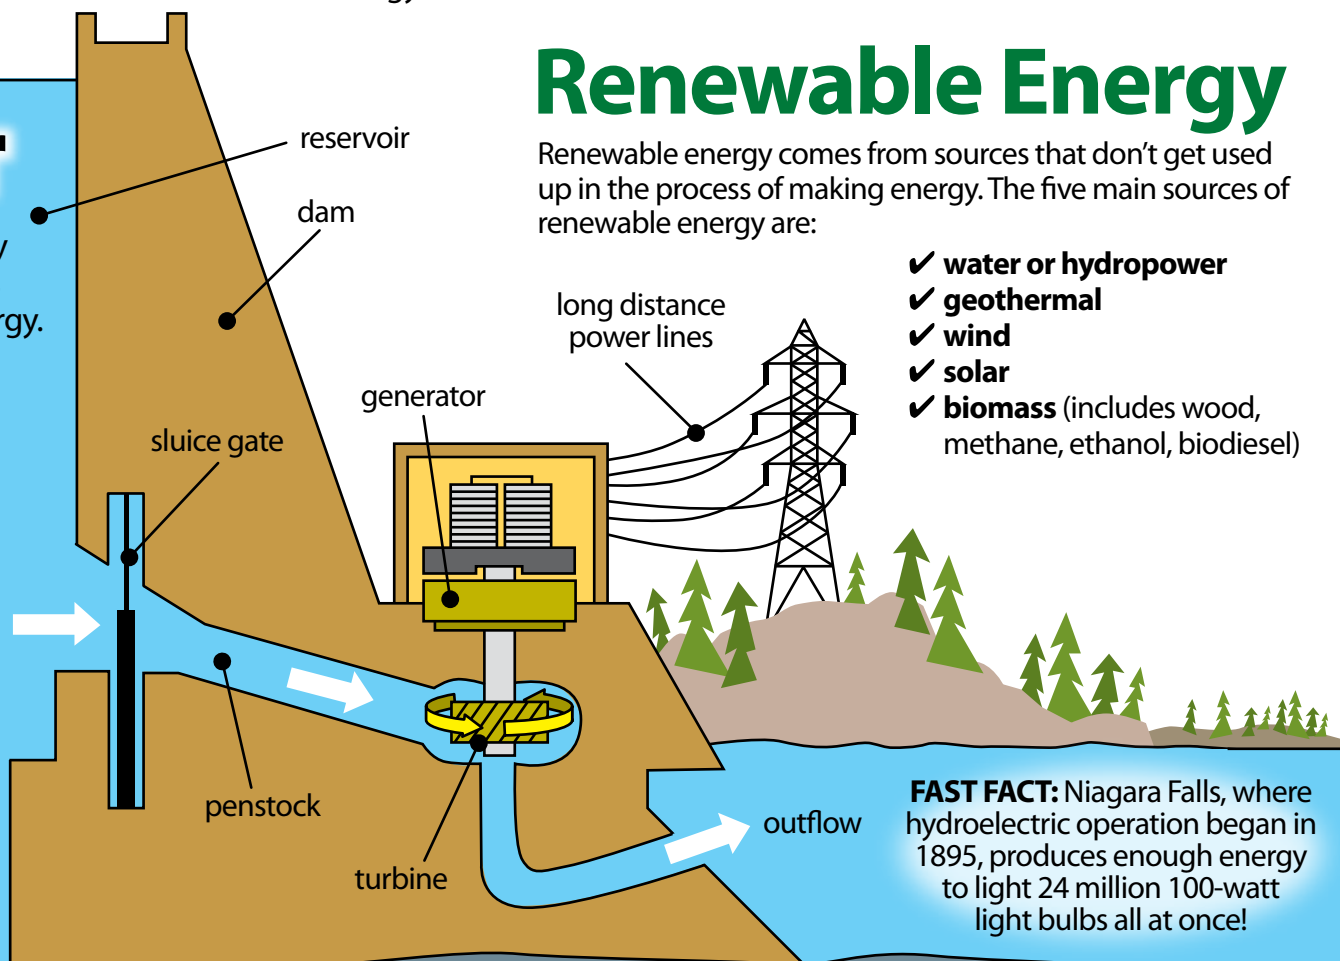 Renewable Energy
Renewable energy comes from sources that don't get used
up in the process of making energy. The five main sources of
renewable energy are:
✔ water or hydropower
✔ geothermal
✔ wind
✔ solar
✔ biomass (includes wood,
methane, ethanol, biodiesel)
reservoir
dam
long distance
power lines
generator
sluice gate
penstock
turbine
outflow
FAST FACT: Niagara Falls, where
hydroelectric operation began in
1895, produces enough energy
to light 24 million 100-watt
light bulbs all at once!